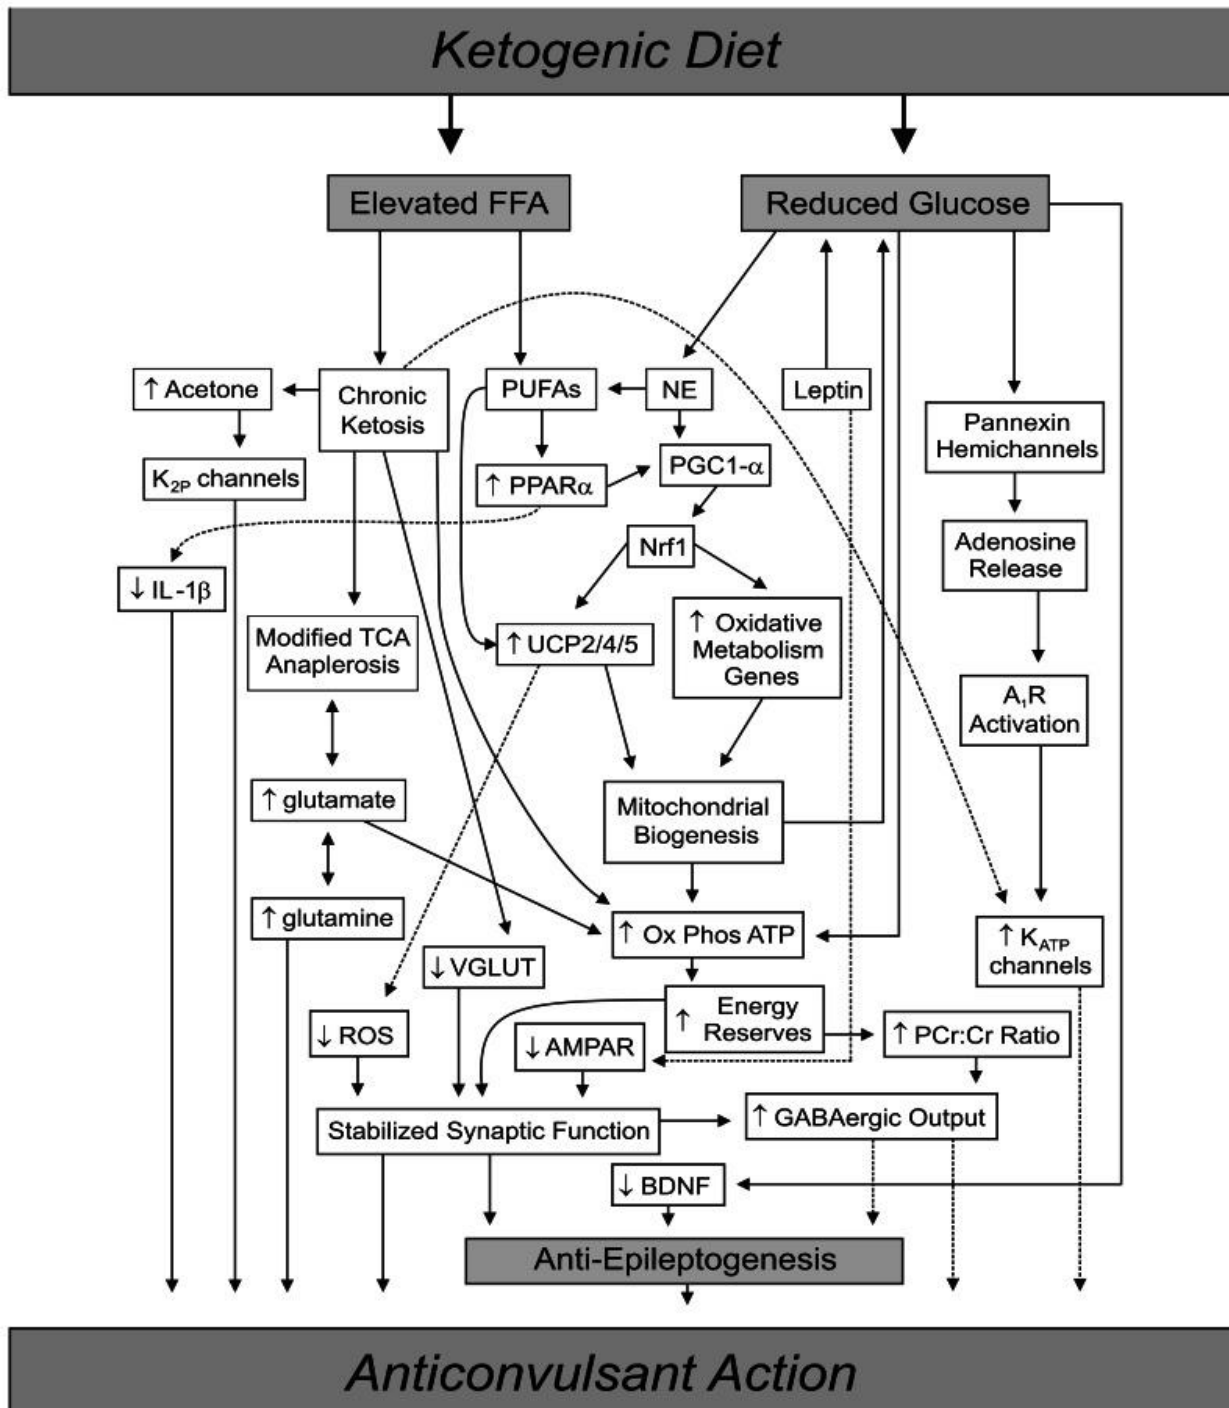 Ketogenic Diet
Elevated FFA
Reduced Glucose
↑ Acetone
Chronic
Ketosis
PUFAs
NE
Leptin
Pannexin
Hemichannels
K2P channels
↑ PPARα
PGC1-α
Nrf1
Adenosine
Release
↓ IL-1β
Modified TCA
Anaplerosis
↑ UCP2/4/5
↑ Oxidative
Metabolism
Genes
A1R
Activation
↑ glutamate
Mitochondrial
Biogenesis
↑ glutamine
↑ Ox Phos ATP
↑ KATP
channels
↓ VGLUT
↑ Energy
Reserves
↓ ROS
↓ AMPAR
↑ PCr:Cr Ratio
Stabilized Synaptic Function
↑ GABAergic Output
↓ BDNF
Anti-Epileptogenesis
Anticonvulsant Action